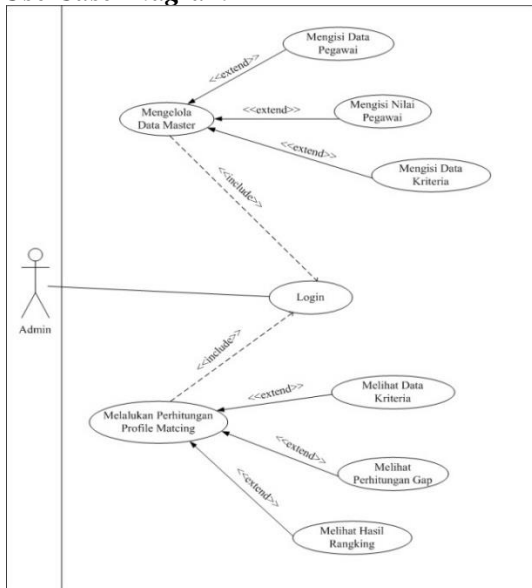 Use Case Diagram
Mengisi Data
Pegawai
<<extend>>
Mengelola
Data Master
<<extend>>
Mengisi Nilai
Pegawai
<<extend>>
Mengisi Data
Kriteria
<<include>>
Admin
Login
<<include>>
Melalukan Perhitungan
Profile Matcing
<<extend>>
Melihat Data
Kriteria
<<extend>>
Melihat
Perhitungan Gap
<<extend>>
Melihat Hasil
Rangking